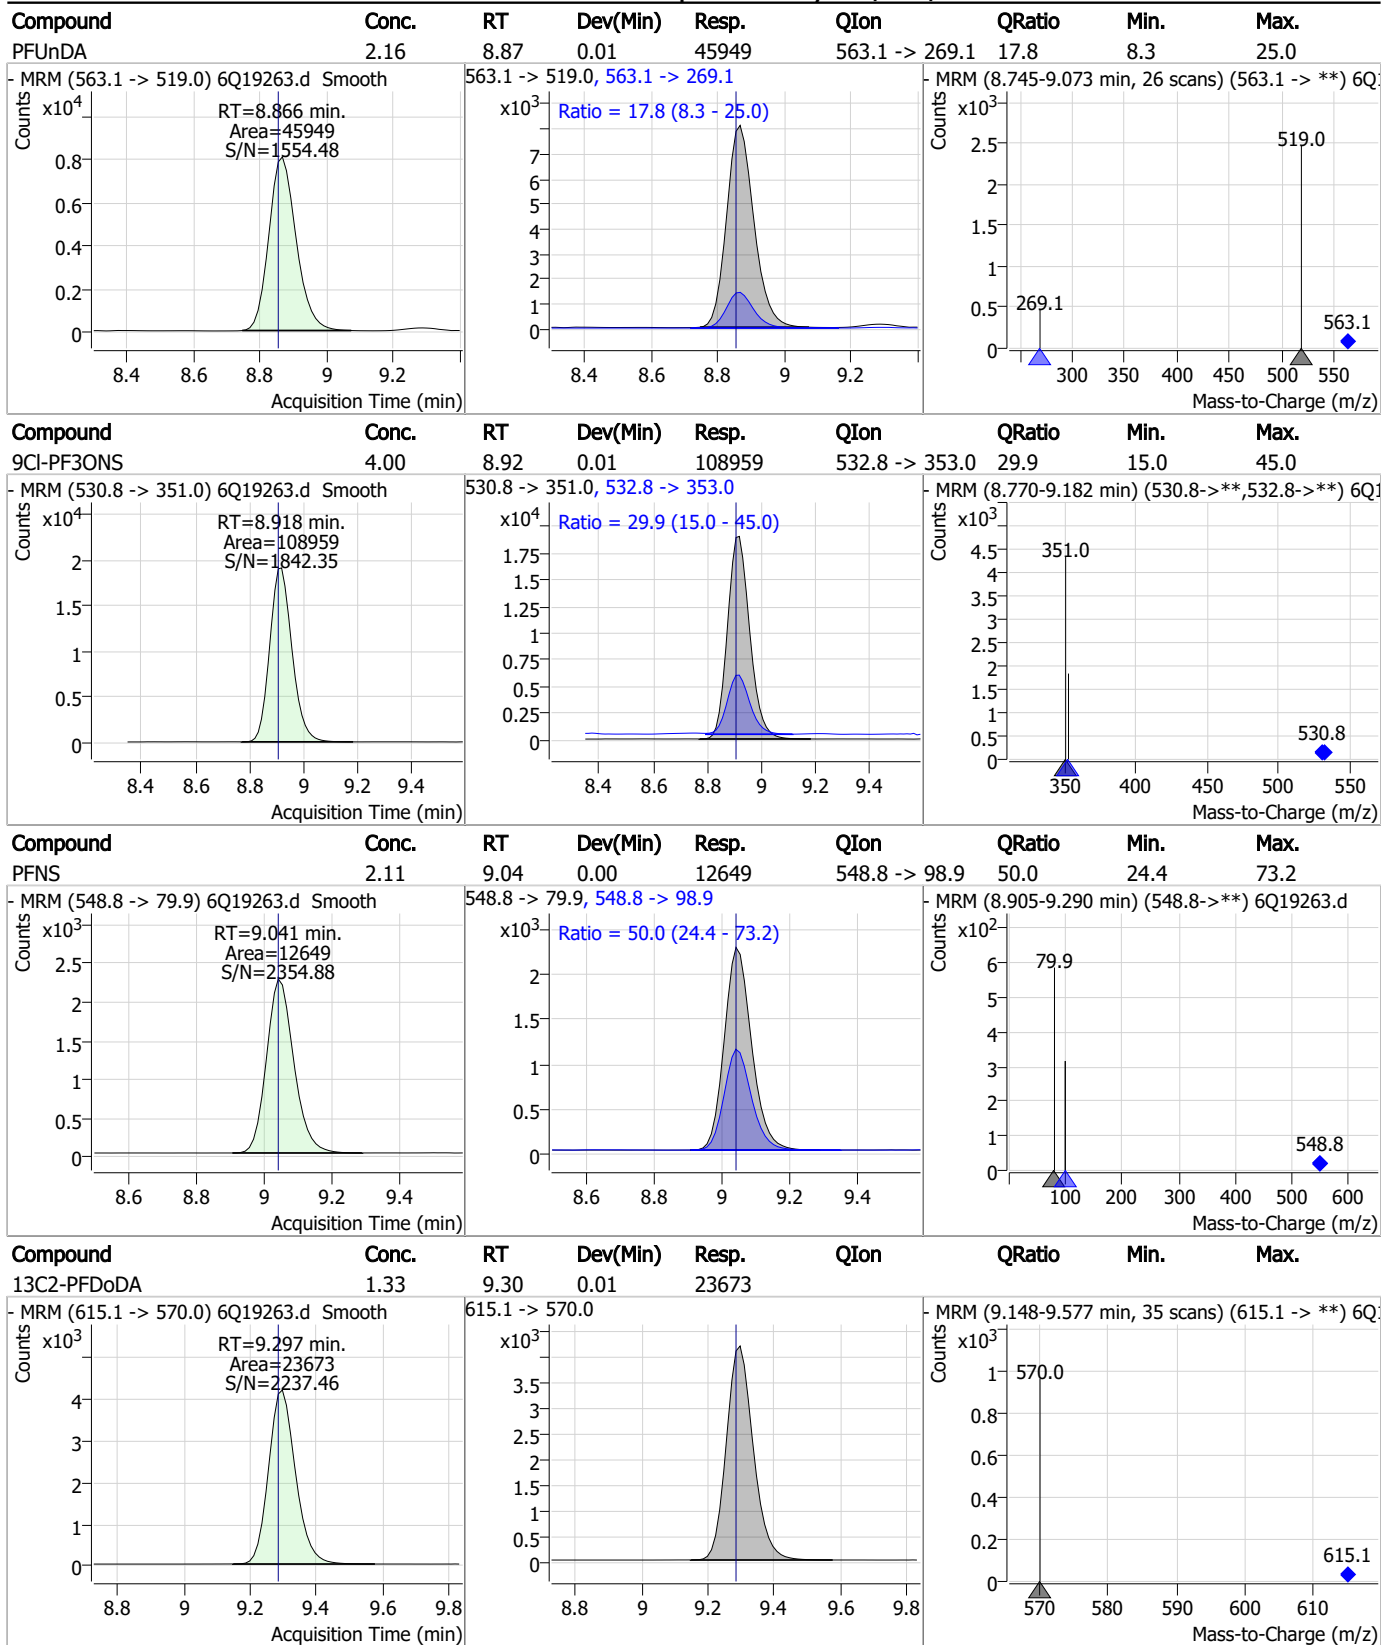 Compound Conc. RT Dev(Min) Resp. QIon QRatio Min. Max.
PFUnDA 2.16 8.87 0.01 45949 563.1 -> 269.1 17.8 8.3 25.0
- MRM (563.1 -> 519.0) 6Q19263.d Smooth
Counts
x10^4
RT=8.866 min.
Area=45949
S/N=1554.48
0.8
0.6
0.4
0.2
0
8.4 8.6 8.8 9 9.2
Acquisition Time (min)
563.1 -> 519.0, 563.1 -> 269.1
x10^3
Ratio = 17.8 (8.3 - 25.0)
7
6
5
4
3
2
1
0
8.4 8.6 8.8 9 9.2
- MRM (8.745-9.073 min, 26 scans) (563.1 -> **) 6Q1
Counts
x10^3
2.5
2
1.5
1
0.5
0
519.0
269.1
563.1
300 350 400 450 500 550
Mass-to-Charge (m/z)
Compound Conc. RT Dev(Min) Resp. QIon QRatio Min. Max.
9Cl-PF3ONS 4.00 8.92 0.01 108959 532.8 -> 353.0 29.9 15.0 45.0
- MRM (530.8 -> 351.0) 6Q19263.d Smooth
Counts
x10^4
RT=8.918 min.
Area=108959
S/N=1842.35
2
1.5
1
0.5
0
8.4 8.6 8.8 9 9.2 9.4
Acquisition Time (min)
530.8 -> 351.0, 532.8 -> 353.0
x10^4
Ratio = 29.9 (15.0 - 45.0)
1.75
1.5
1.25
1
0.75
0.5
0.25
0
8.4 8.6 8.8 9 9.2 9.4
- MRM (8.770-9.182 min) (530.8->**,532.8->**) 6Q1
Counts
x10^3
4.5
4
3.5
3
2.5
2
1.5
1
0.5
0
351.0
530.8
350 400 450 500 550
Mass-to-Charge (m/z)
Compound Conc. RT Dev(Min) Resp. QIon QRatio Min. Max.
PFNS 2.11 9.04 0.00 12649 548.8 -> 98.9 50.0 24.4 73.2
- MRM (548.8 -> 79.9) 6Q19263.d Smooth
Counts
x10^3
RT=9.041 min.
Area=12649
S/N=2354.88
2.5
2
1.5
1
0.5
0
8.6 8.8 9 9.2 9.4
Acquisition Time (min)
548.8 -> 79.9, 548.8 -> 98.9
x10^3
Ratio = 50.0 (24.4 - 73.2)
2
1.5
1
0.5
0
8.6 8.8 9 9.2 9.4
- MRM (8.905-9.290 min) (548.8->**) 6Q19263.d
Counts
x10^2
6
5
4
3
2
1
0
79.9
548.8
100 200 300 400 500 600
Mass-to-Charge (m/z)
Compound Conc. RT Dev(Min) Resp. QIon QRatio Min. Max.
13C2-PFDoDA 1.33 9.30 0.01 23673
- MRM (615.1 -> 570.0) 6Q19263.d Smooth
Counts
x10^3
RT=9.297 min.
Area=23673
S/N=2237.46
4
3
2
1
0
8.8 9 9.2 9.4 9.6 9.8
Acquisition Time (min)
615.1 -> 570.0
x10^3
3.5
3
2.5
2
1.5
1
0.5
0
8.8 9 9.2 9.4 9.6 9.8
- MRM (9.148-9.577 min, 35 scans) (615.1 -> **) 6Q1
Counts
x10^3
1
0.8
0.6
0.4
0.2
0
570.0
615.1
570 580 590 600 610
Mass-to-Charge (m/z)